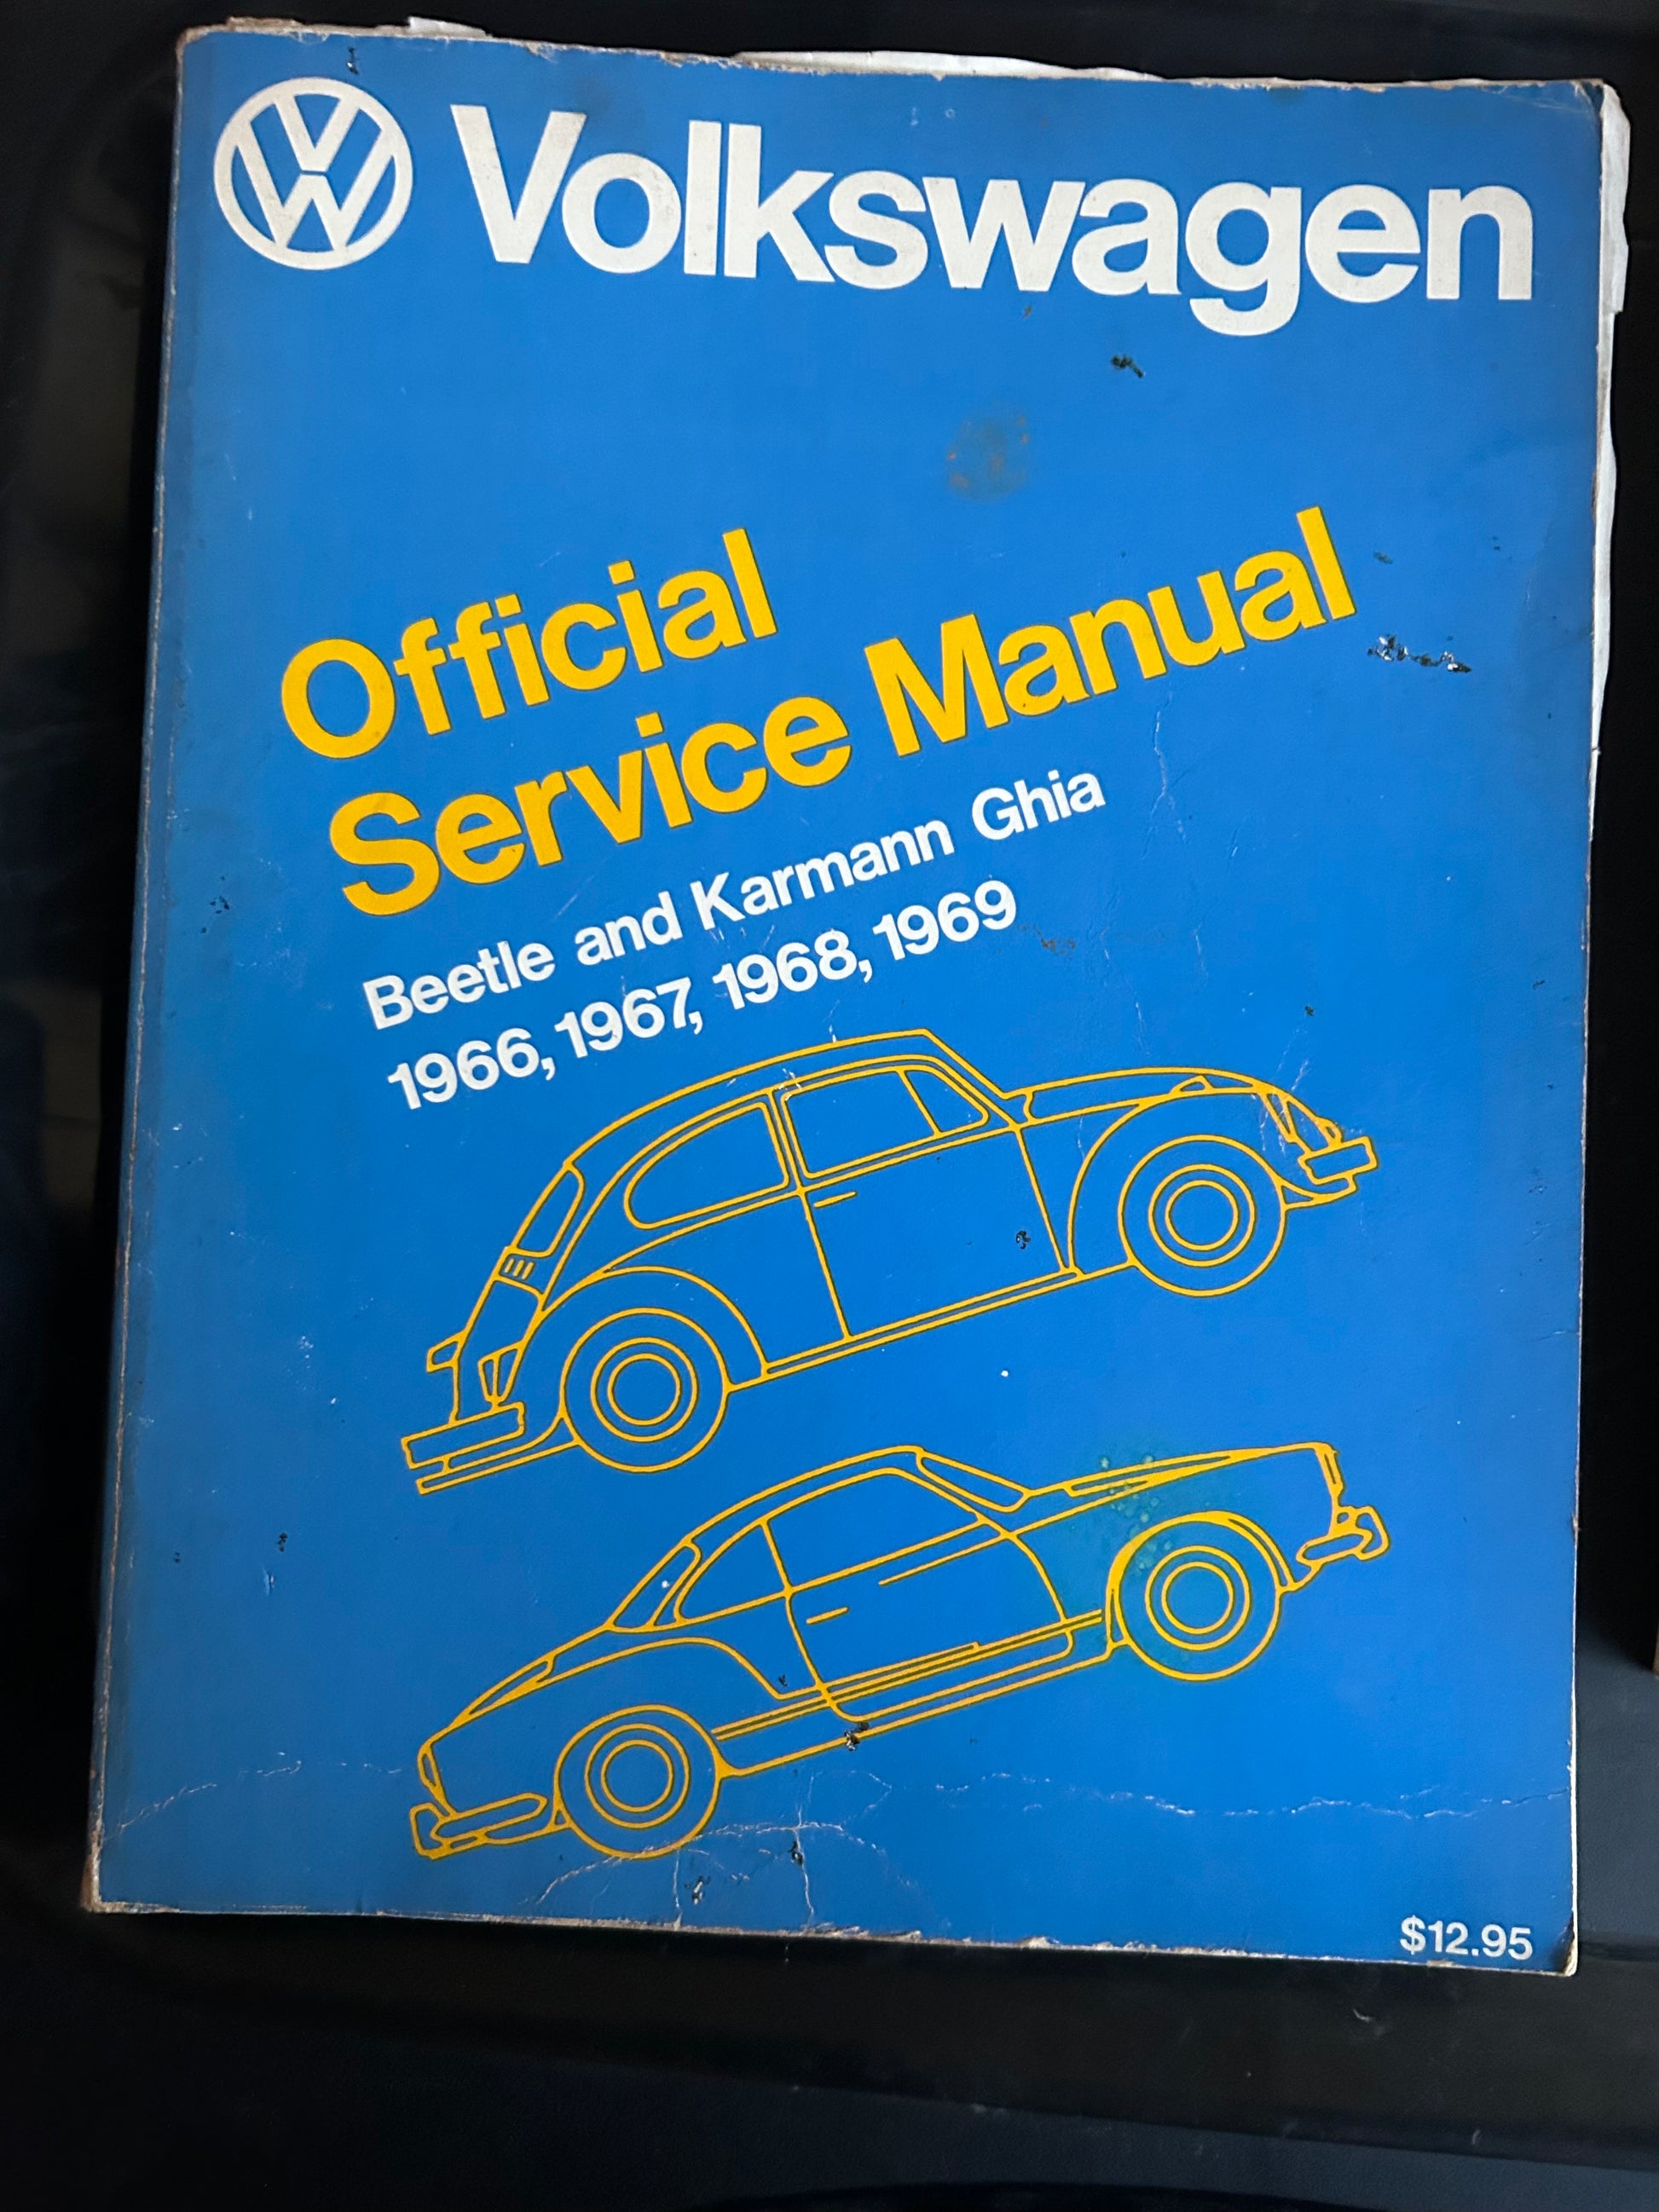 VW Volkswagen
Official
Service Manual
Beetle and Karmann Ghia
1966, 1967, 1968, 1969
$12.95